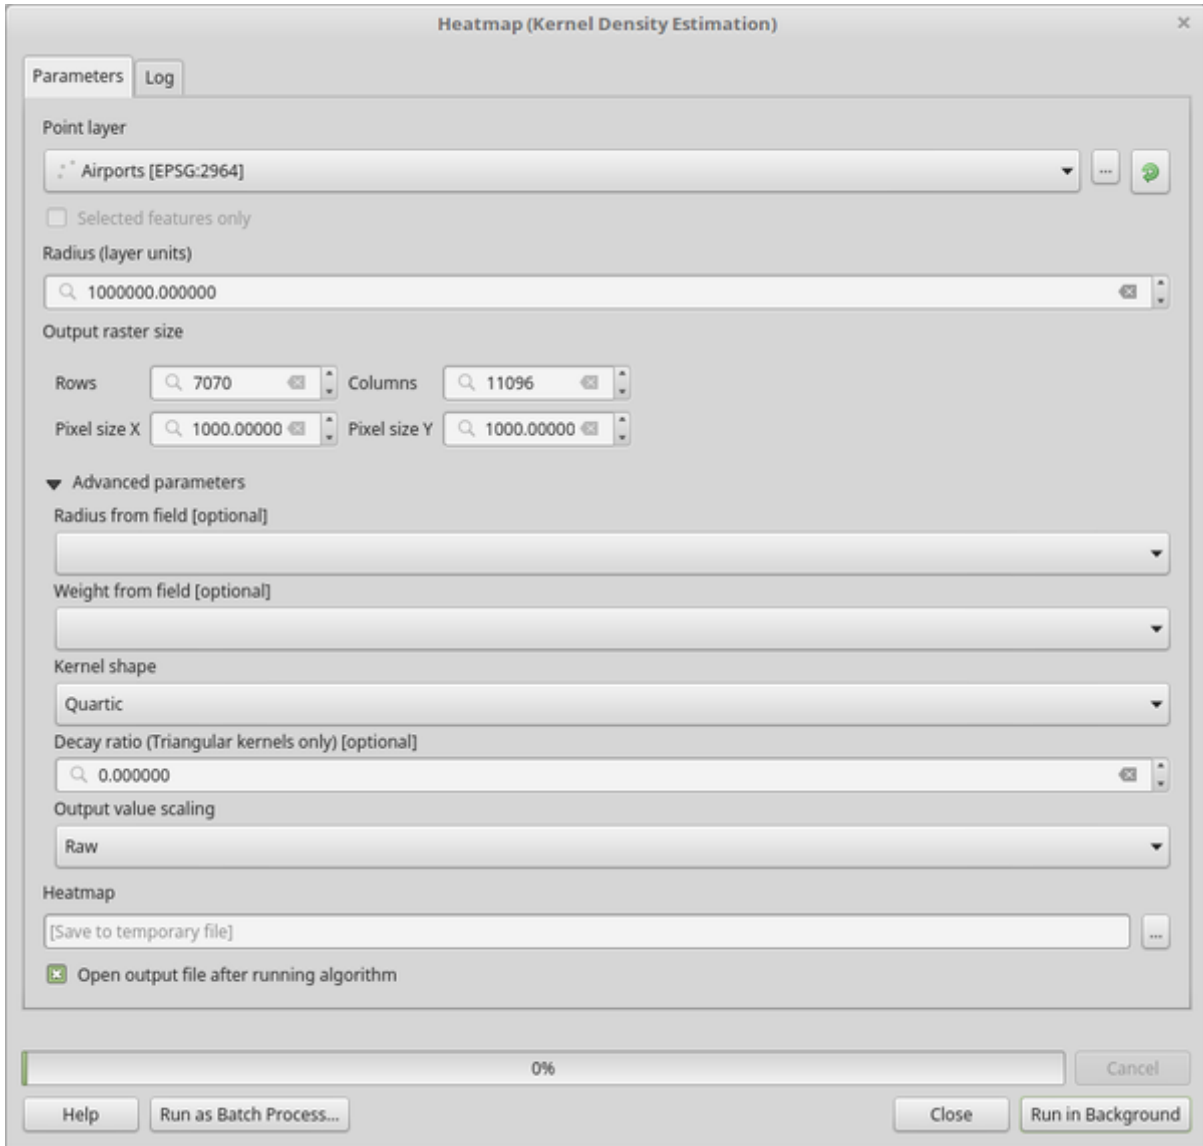 Heatmap (Kernel Density Estimation)
Parameters Log
Point layer
Airports [EPSG:2964] ...
Selected features only
Radius (layer units)
1000000.000000
Output raster size
Rows 7070 Columns 11096
Pixel size X 1000.00000 Pixel size Y 1000.00000
Advanced parameters
Radius from field [optional]
Weight from field [optional]
Kernel shape
Quartic
Decay ratio (Triangular kernels only) [optional]
0.000000
Output value scaling
Raw
Heatmap
[Save to temporary file] ...
Open output file after running algorithm
0% Cancel
Help Run as Batch Process... Close Run in Background